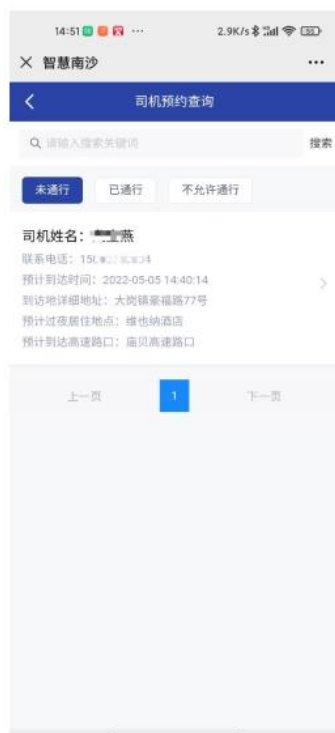 14:51 ··· 2.9K/s 55
× 智慧南沙 ···
司机预约查询
请输入搜索关键词 搜索
未通行 已通行 不允许通行
司机姓名： 燕
联系电话：15
预计到达时间：2022-05-05 14:40:14
到访地详细地址：大岗镇豪福路77号
预计过夜居住地点：维也纳酒店
预计到达高速路口：庙贝高速路口
上一页 1 下一页